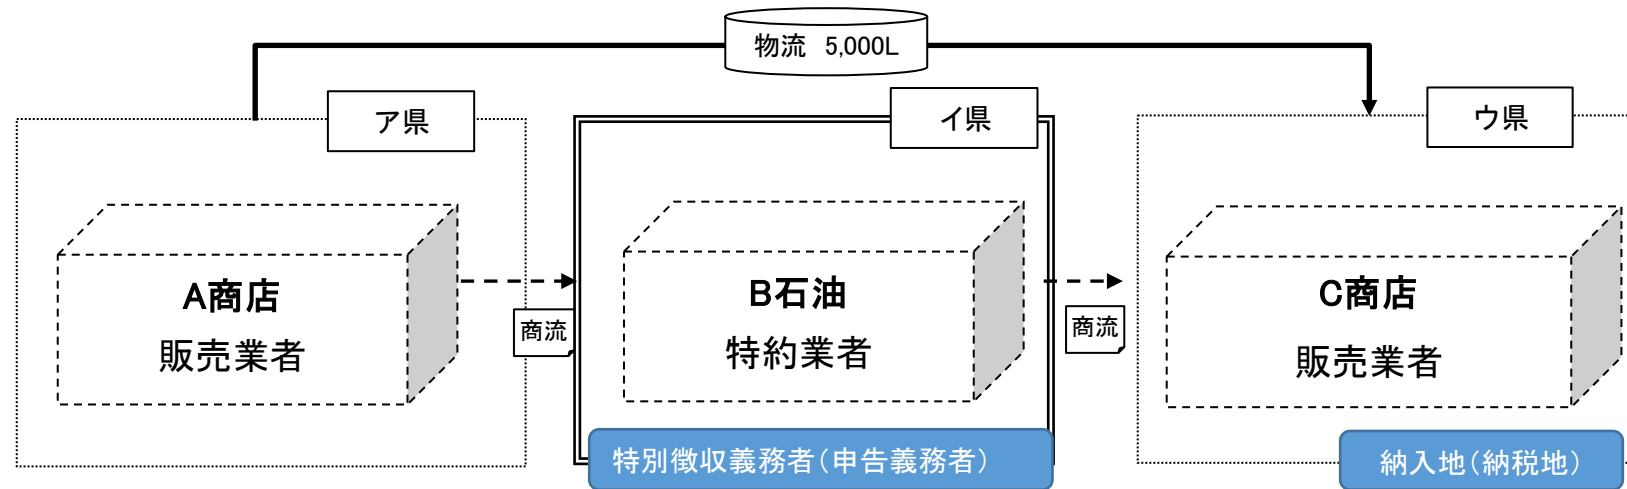 物流 5,000L
ア県
イ県
ウ県
A商店
販売業者
商流
B石油
特約業者
商流
C商店
販売業者
特別徴収義務者(申告義務者)
納入地(納税地)